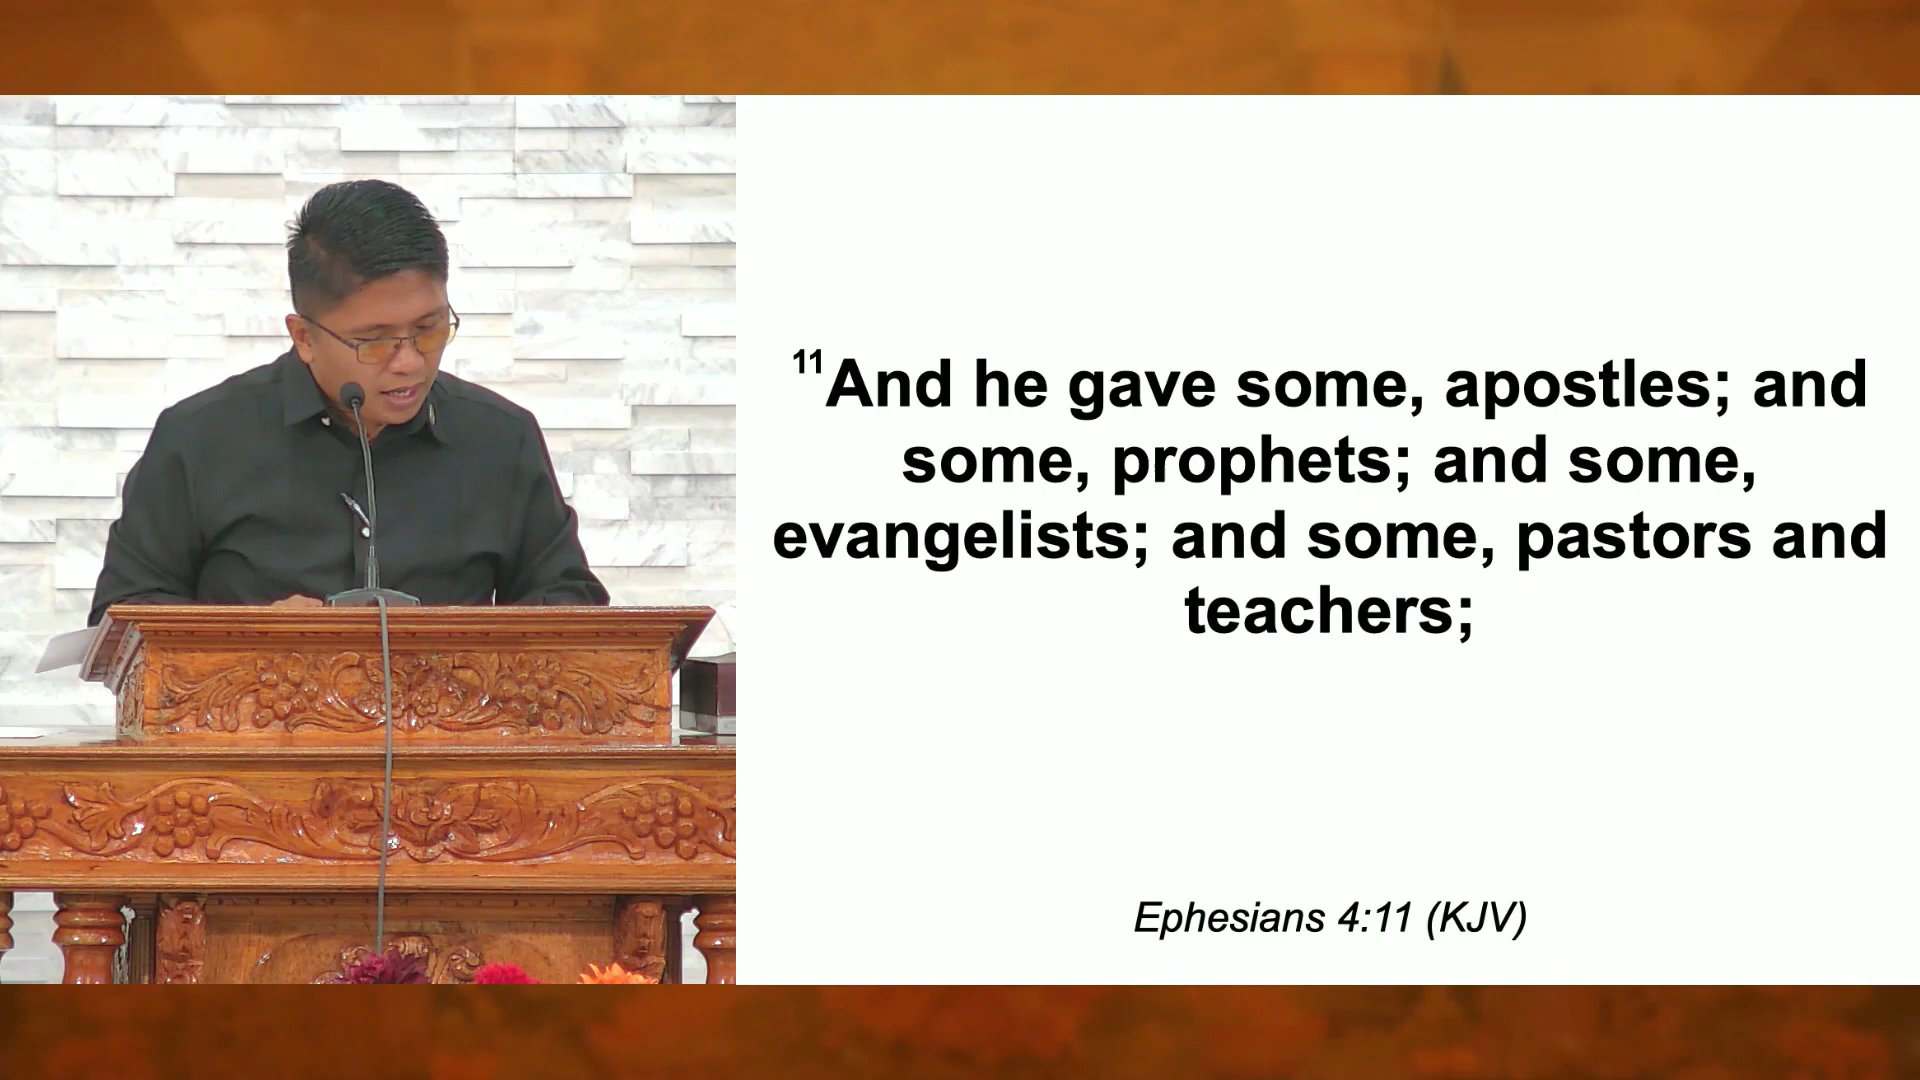 11And he gave some, apostles; and
some, prophets; and some,
evangelists; and some, pastors and
teachers;
Ephesians 4:11 (KJV)